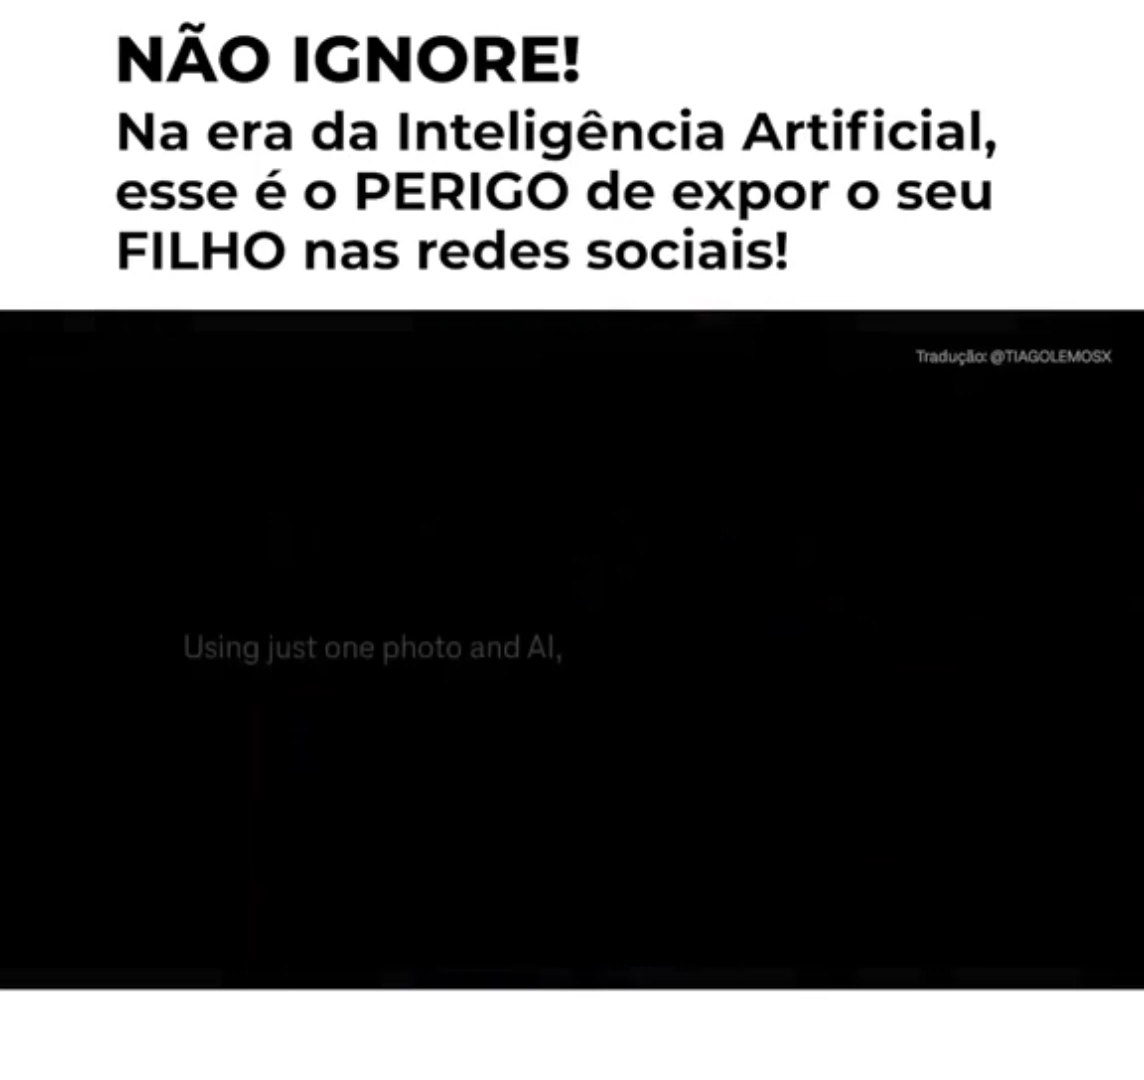 NÃO IGNORE!
Na era da Inteligência Artificial,
esse é o PERIGO de expor o seu
FILHO nas redes sociais!
Tradução: @TIAGOLEMOSX
Using just one photo and AI,